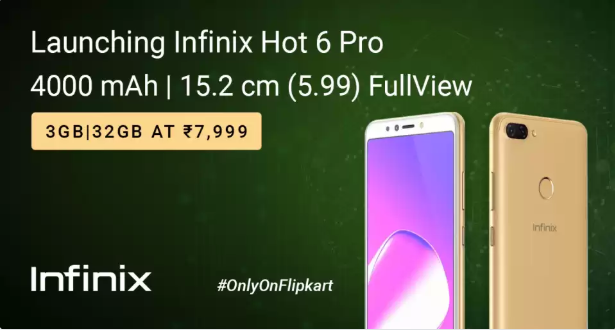 Launching Infinix Hot 6 Pro
4000 mAh | 15.2 cm (5.99) FullView
3GB|32GB AT ₹7,999
Infinix
Infinix
#OnlyOnFlipkart